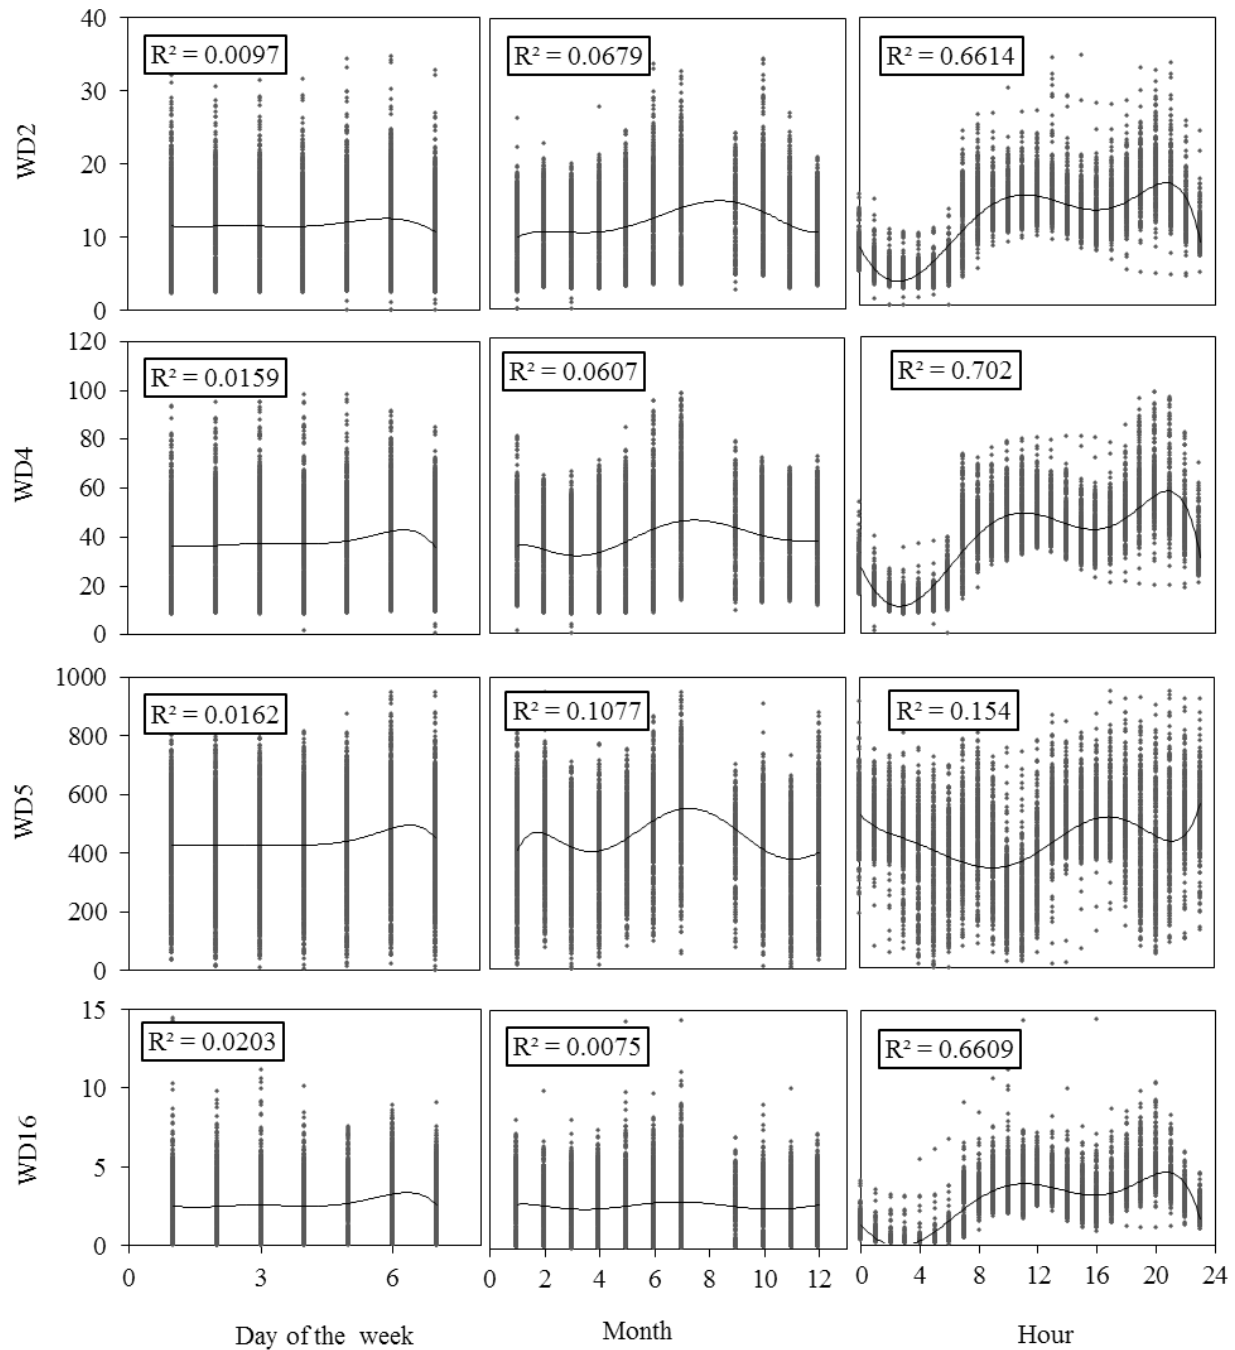 WD2
40
30
20
10
0
R² = 0.0097
R² = 0.0679
R² = 0.6614
WD4
120
100
80
60
40
20
0
R² = 0.0159
R² = 0.0607
R² = 0.702
WD5
1000
800
600
400
200
0
R² = 0.0162
R² = 0.1077
R² = 0.154
WD16
15
10
5
0
R² = 0.0203
R² = 0.0075
R² = 0.6609
0 3 6
0 2 4 6 8 10 12
0 4 8 12 16 20 24
Day of the week
Month
Hour